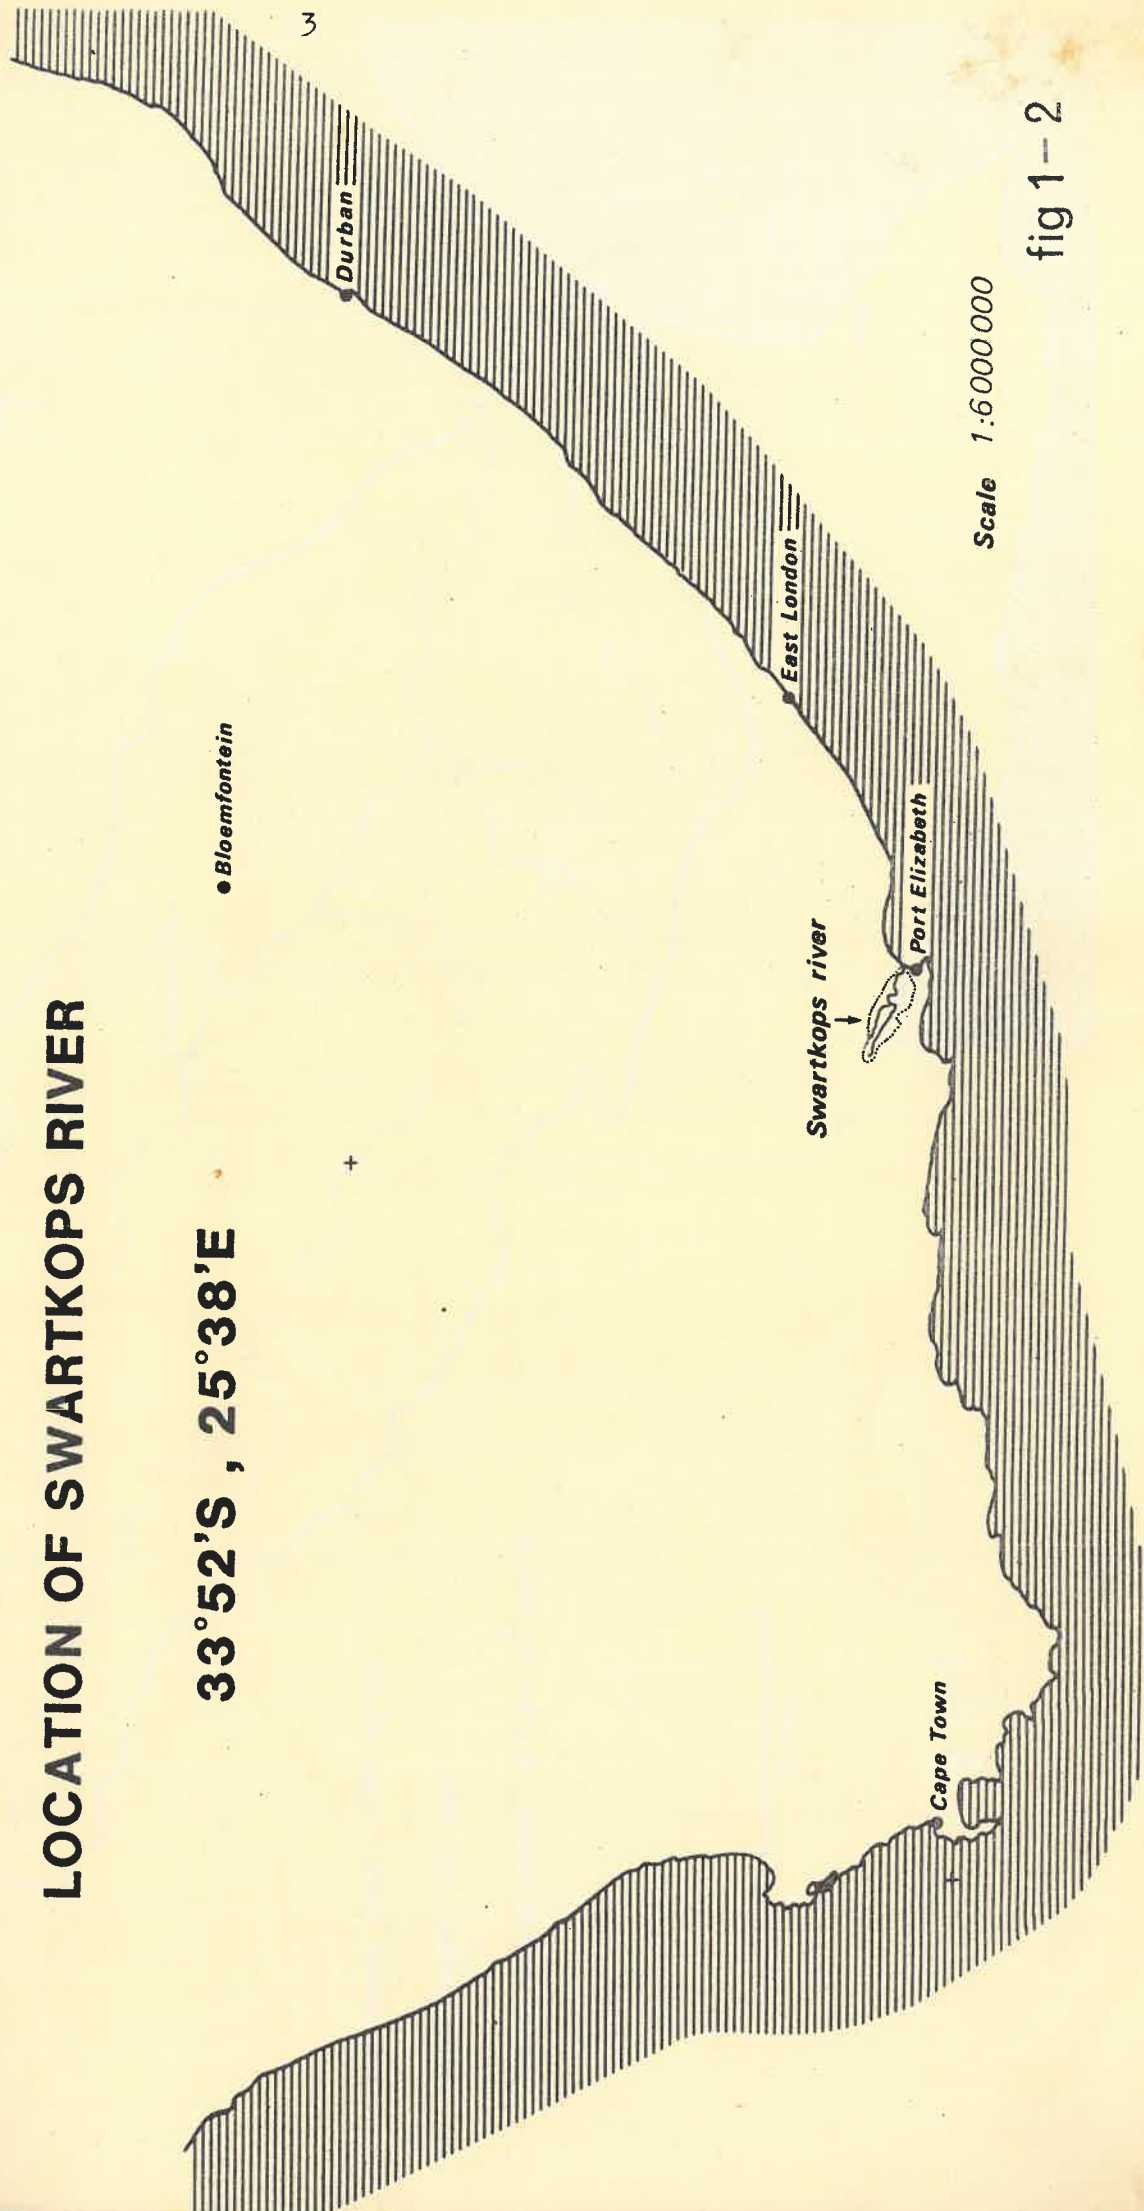 3
LOCATION OF SWARTKOPS RIVER
33°52'S, 25°38'E
Bloemfontein
Durban
East London
Swartkops river
Port Elizabeth
Cape Town
Scale 1:6000000
fig 1-2